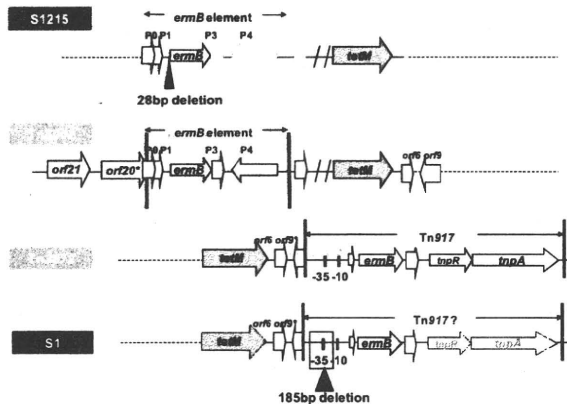 S1215
ermB element
P0 P1 P3 P4
ermB tetM
28bp deletion
ermB element
P0 P1 P3 P4 orf6 orf9
orf21 orf20* ermB tetM
Tn917
orf6 orf9
tetM ermB tnpR tnpA
-35 -10
Tn917?
orf6 orf9
S1 tetM ermB tnpR tnpA
-35 -10
185bp deletion